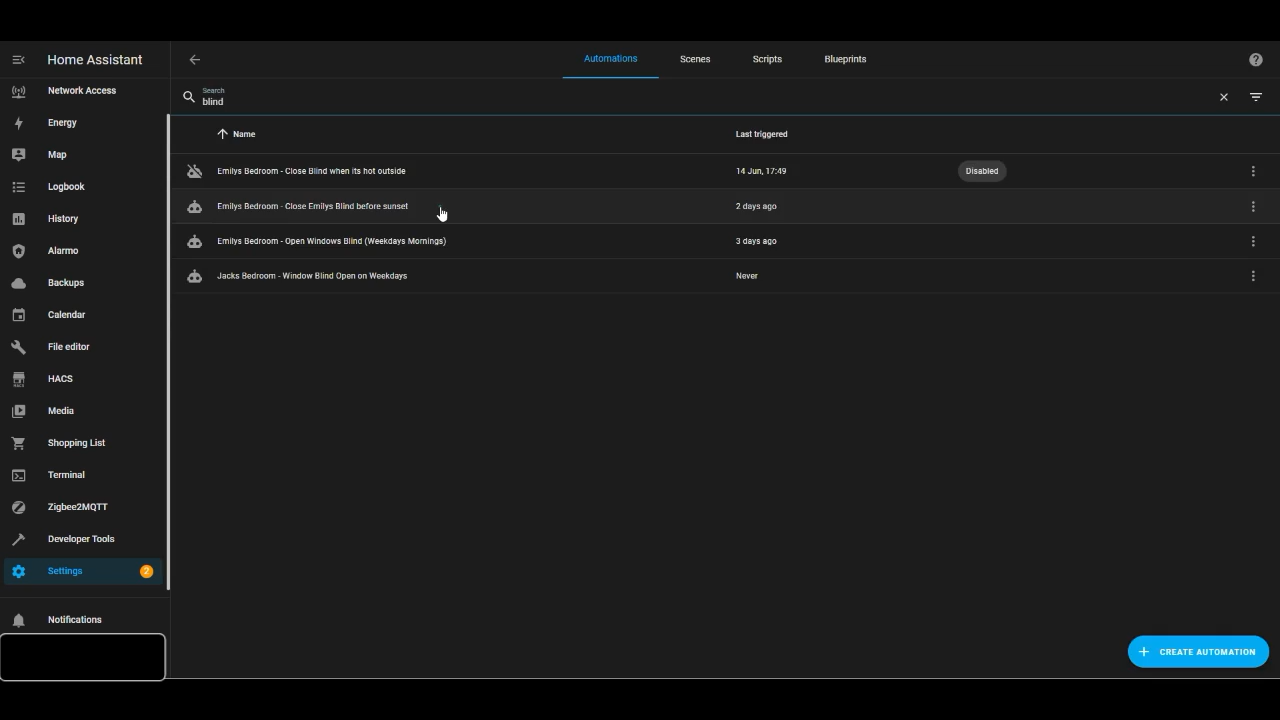 Home Assistant
Automations
Scenes
Scripts
Blueprints
Network Access
Search
blind
Energy
Name
Last triggered
Map
Emilys Bedroom - Close Blind when its hot outside
14 Jun, 17:49
Disabled
Logbook
Emilys Bedroom - Close Emilys Blind before sunset
2 days ago
History
Emilys Bedroom - Open Windows Blind (Weekdays Mornings)
3 days ago
Alarmo
Jacks Bedroom - Window Blind Open on Weekdays
Never
Backups
Calendar
File editor
HACS
Media
Shopping List
Terminal
Zigbee2MQTT
Developer Tools
Settings
2
Notifications
CREATE AUTOMATION